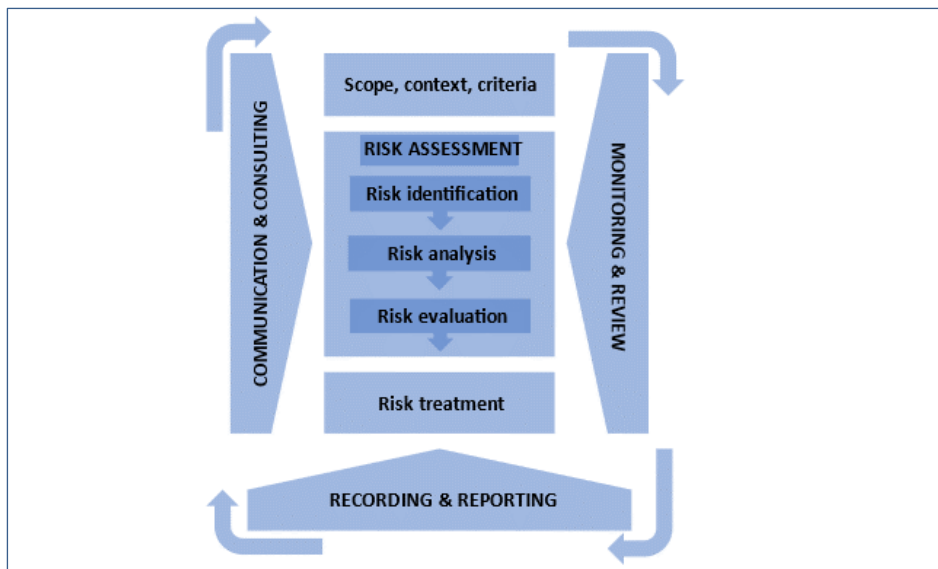 Scope, context, criteria
RISK ASSESSMENT
Risk identification
Risk analysis
Risk evaluation
Risk treatment
COMMUNICATION & CONSULTING
MONITORING & REVIEW
RECORDING & REPORTING